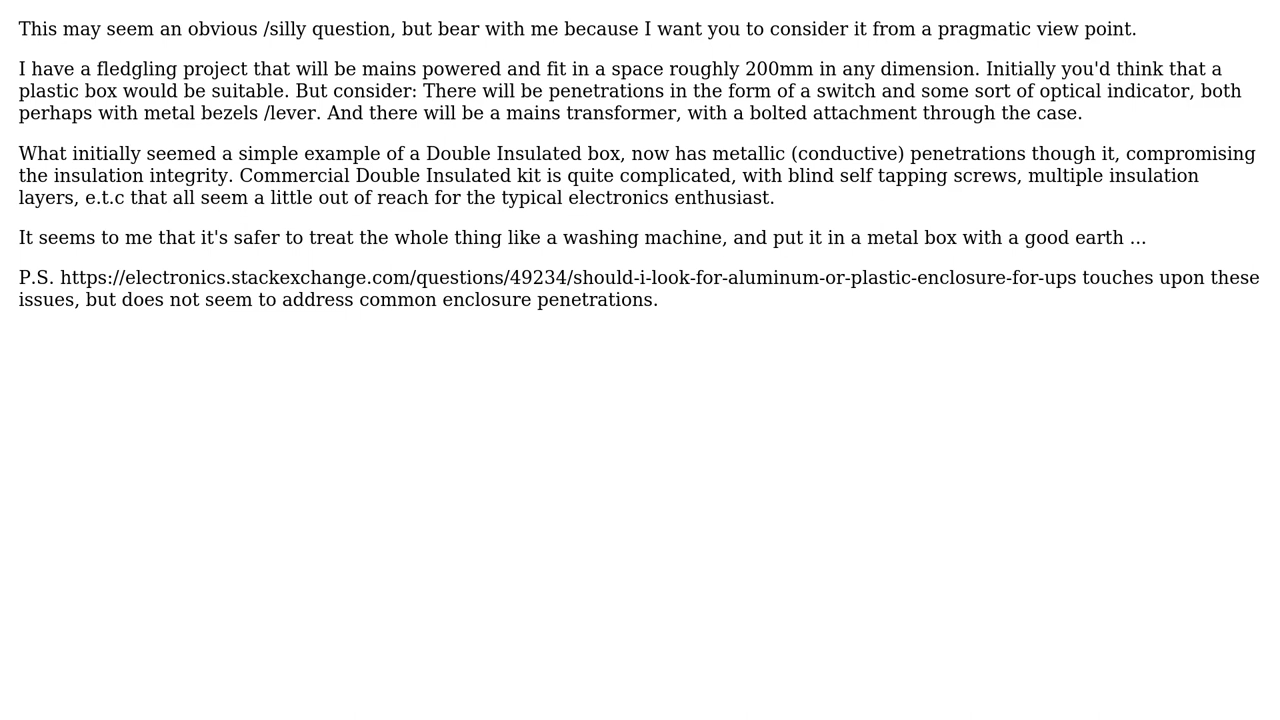 This may seem an obvious /silly question, but bear with me because I want you to consider it from a pragmatic view point.
I have a fledgling project that will be mains powered and fit in a space roughly 200mm in any dimension. Initially you'd think that a
plastic box would be suitable. But consider: There will be penetrations in the form of a switch and some sort of optical indicator, both
perhaps with metal bezels /lever. And there will be a mains transformer, with a bolted attachment through the case.
What initially seemed a simple example of a Double Insulated box, now has metallic (conductive) penetrations though it, compromising
the insulation integrity. Commercial Double Insulated kit is quite complicated, with blind self tapping screws, multiple insulation
layers, e.t.c that all seem a little out of reach for the typical electronics enthusiast.
It seems to me that it's safer to treat the whole thing like a washing machine, and put it in a metal box with a good earth ...
P.S. https://electronics.stackexchange.com/questions/49234/should-i-look-for-aluminum-or-plastic-enclosure-for-ups touches upon these
issues, but does not seem to address common enclosure penetrations.